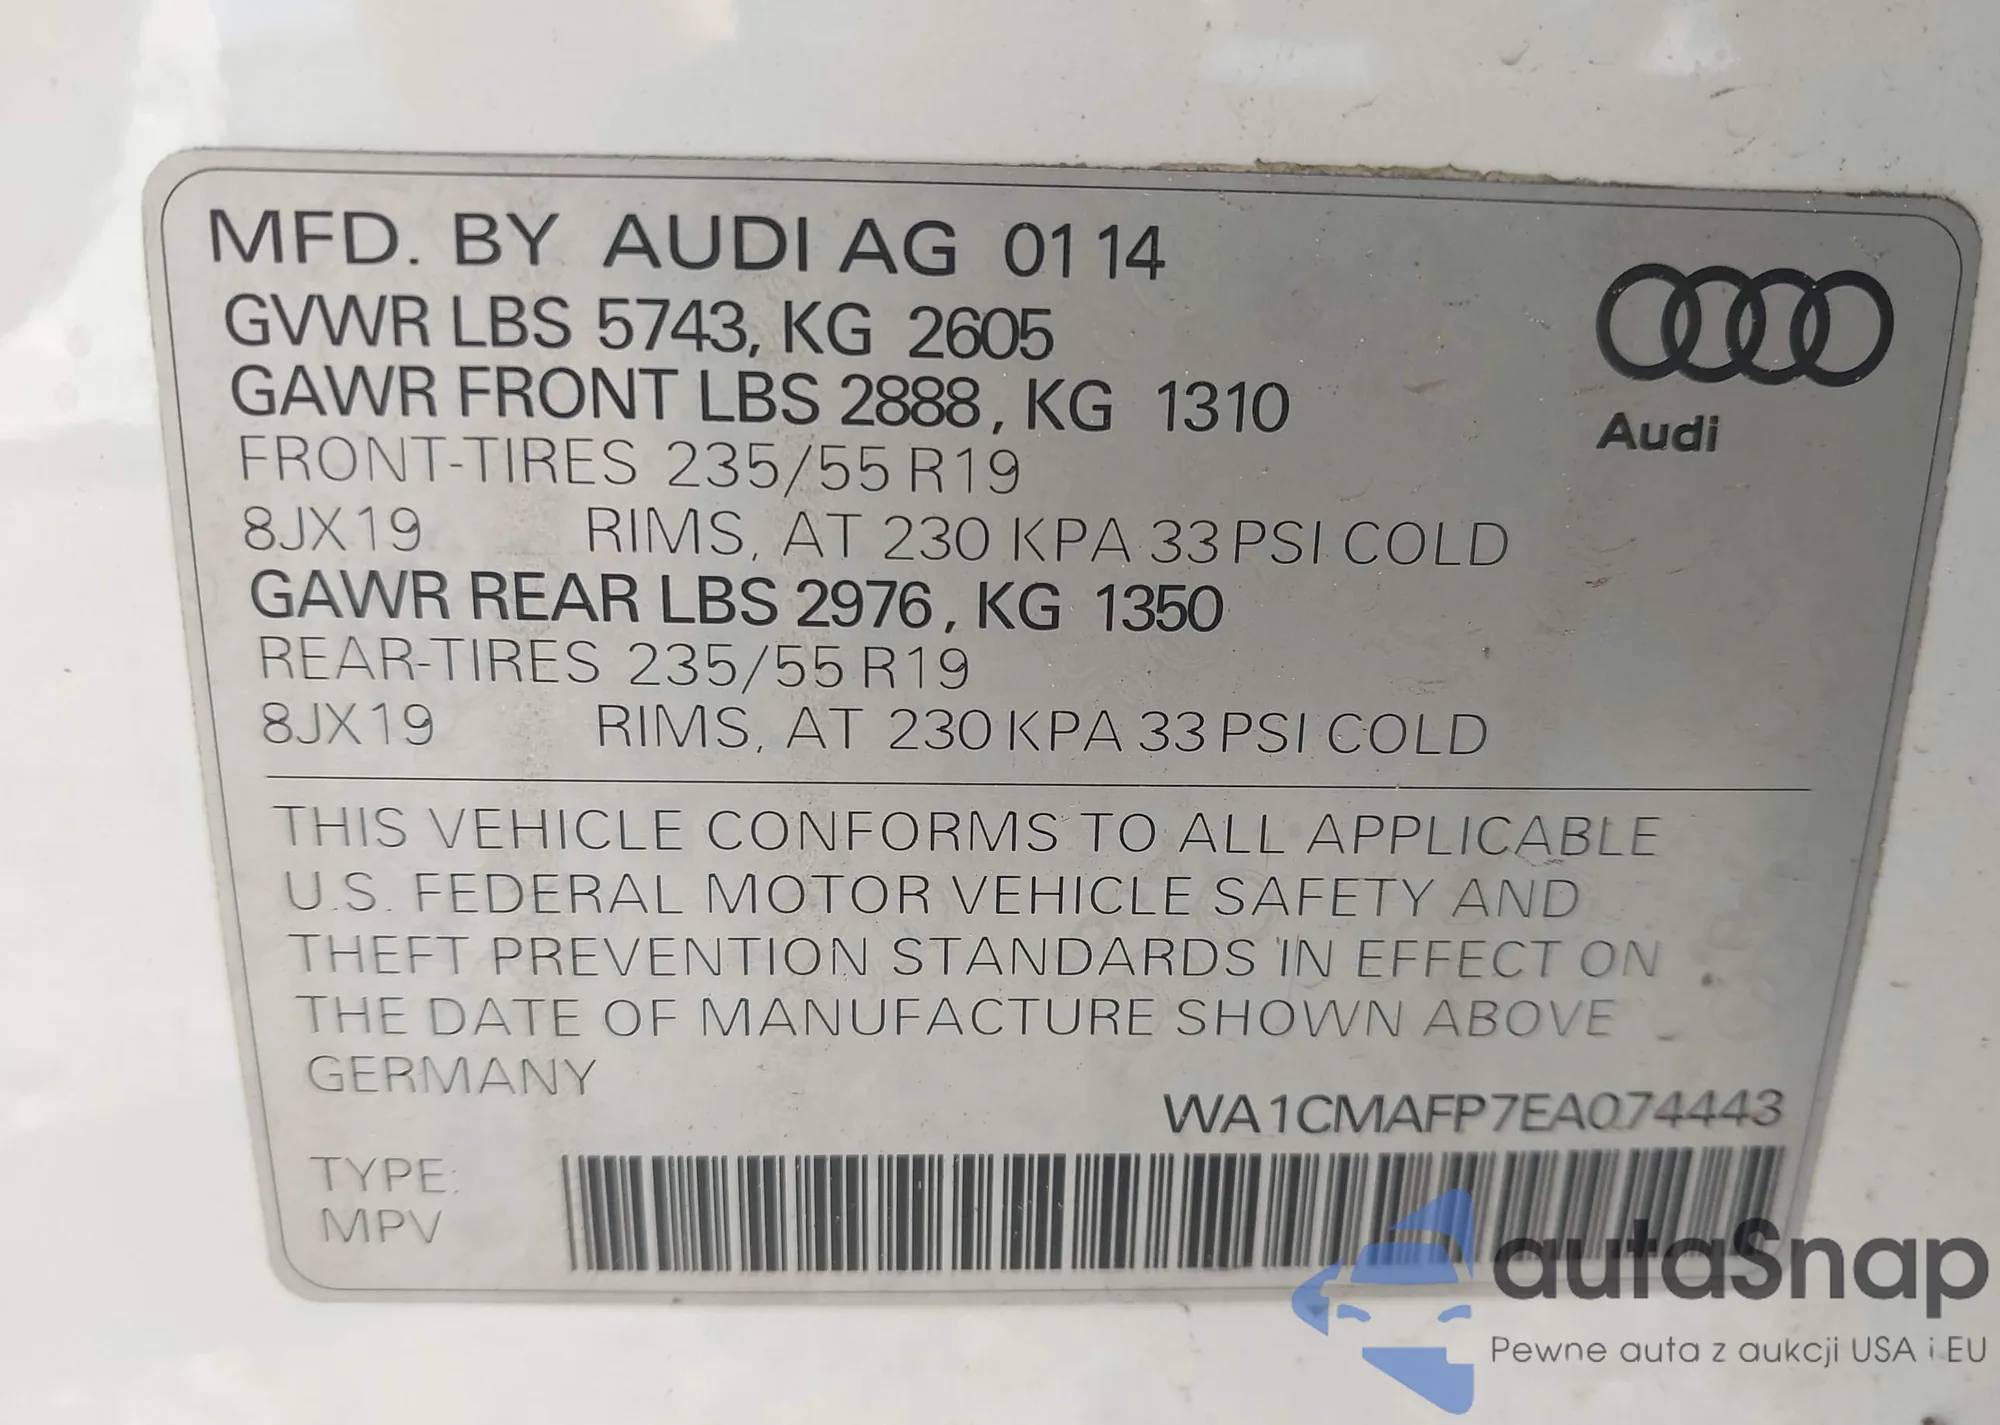 MFD. BY AUDI AG 01 14
GVWR LBS 5743, KG 2605
GAWR FRONT LBS 2888, KG 1310
FRONT-TIRES 235/55 R19
8JX19 RIMS, AT 230 KPA 33 PSI COLD
GAWR REAR LBS 2976, KG 1350
REAR-TIRES 235/55 R19
8JX19 RIMS, AT 230 KPA 33 PSI COLD
Audi
THIS VEHICLE CONFORMS TO ALL APPLICABLE
U.S. FEDERAL MOTOR VEHICLE SAFETY AND
THEFT PREVENTION STANDARDS IN EFFECT ON
THE DATE OF MANUFACTURE SHOWN ABOVE
GERMANY
WA1CMAFP7EA074443
TYPE:
MPV
autaSnap
Pewne auta z aukcji USA i EU